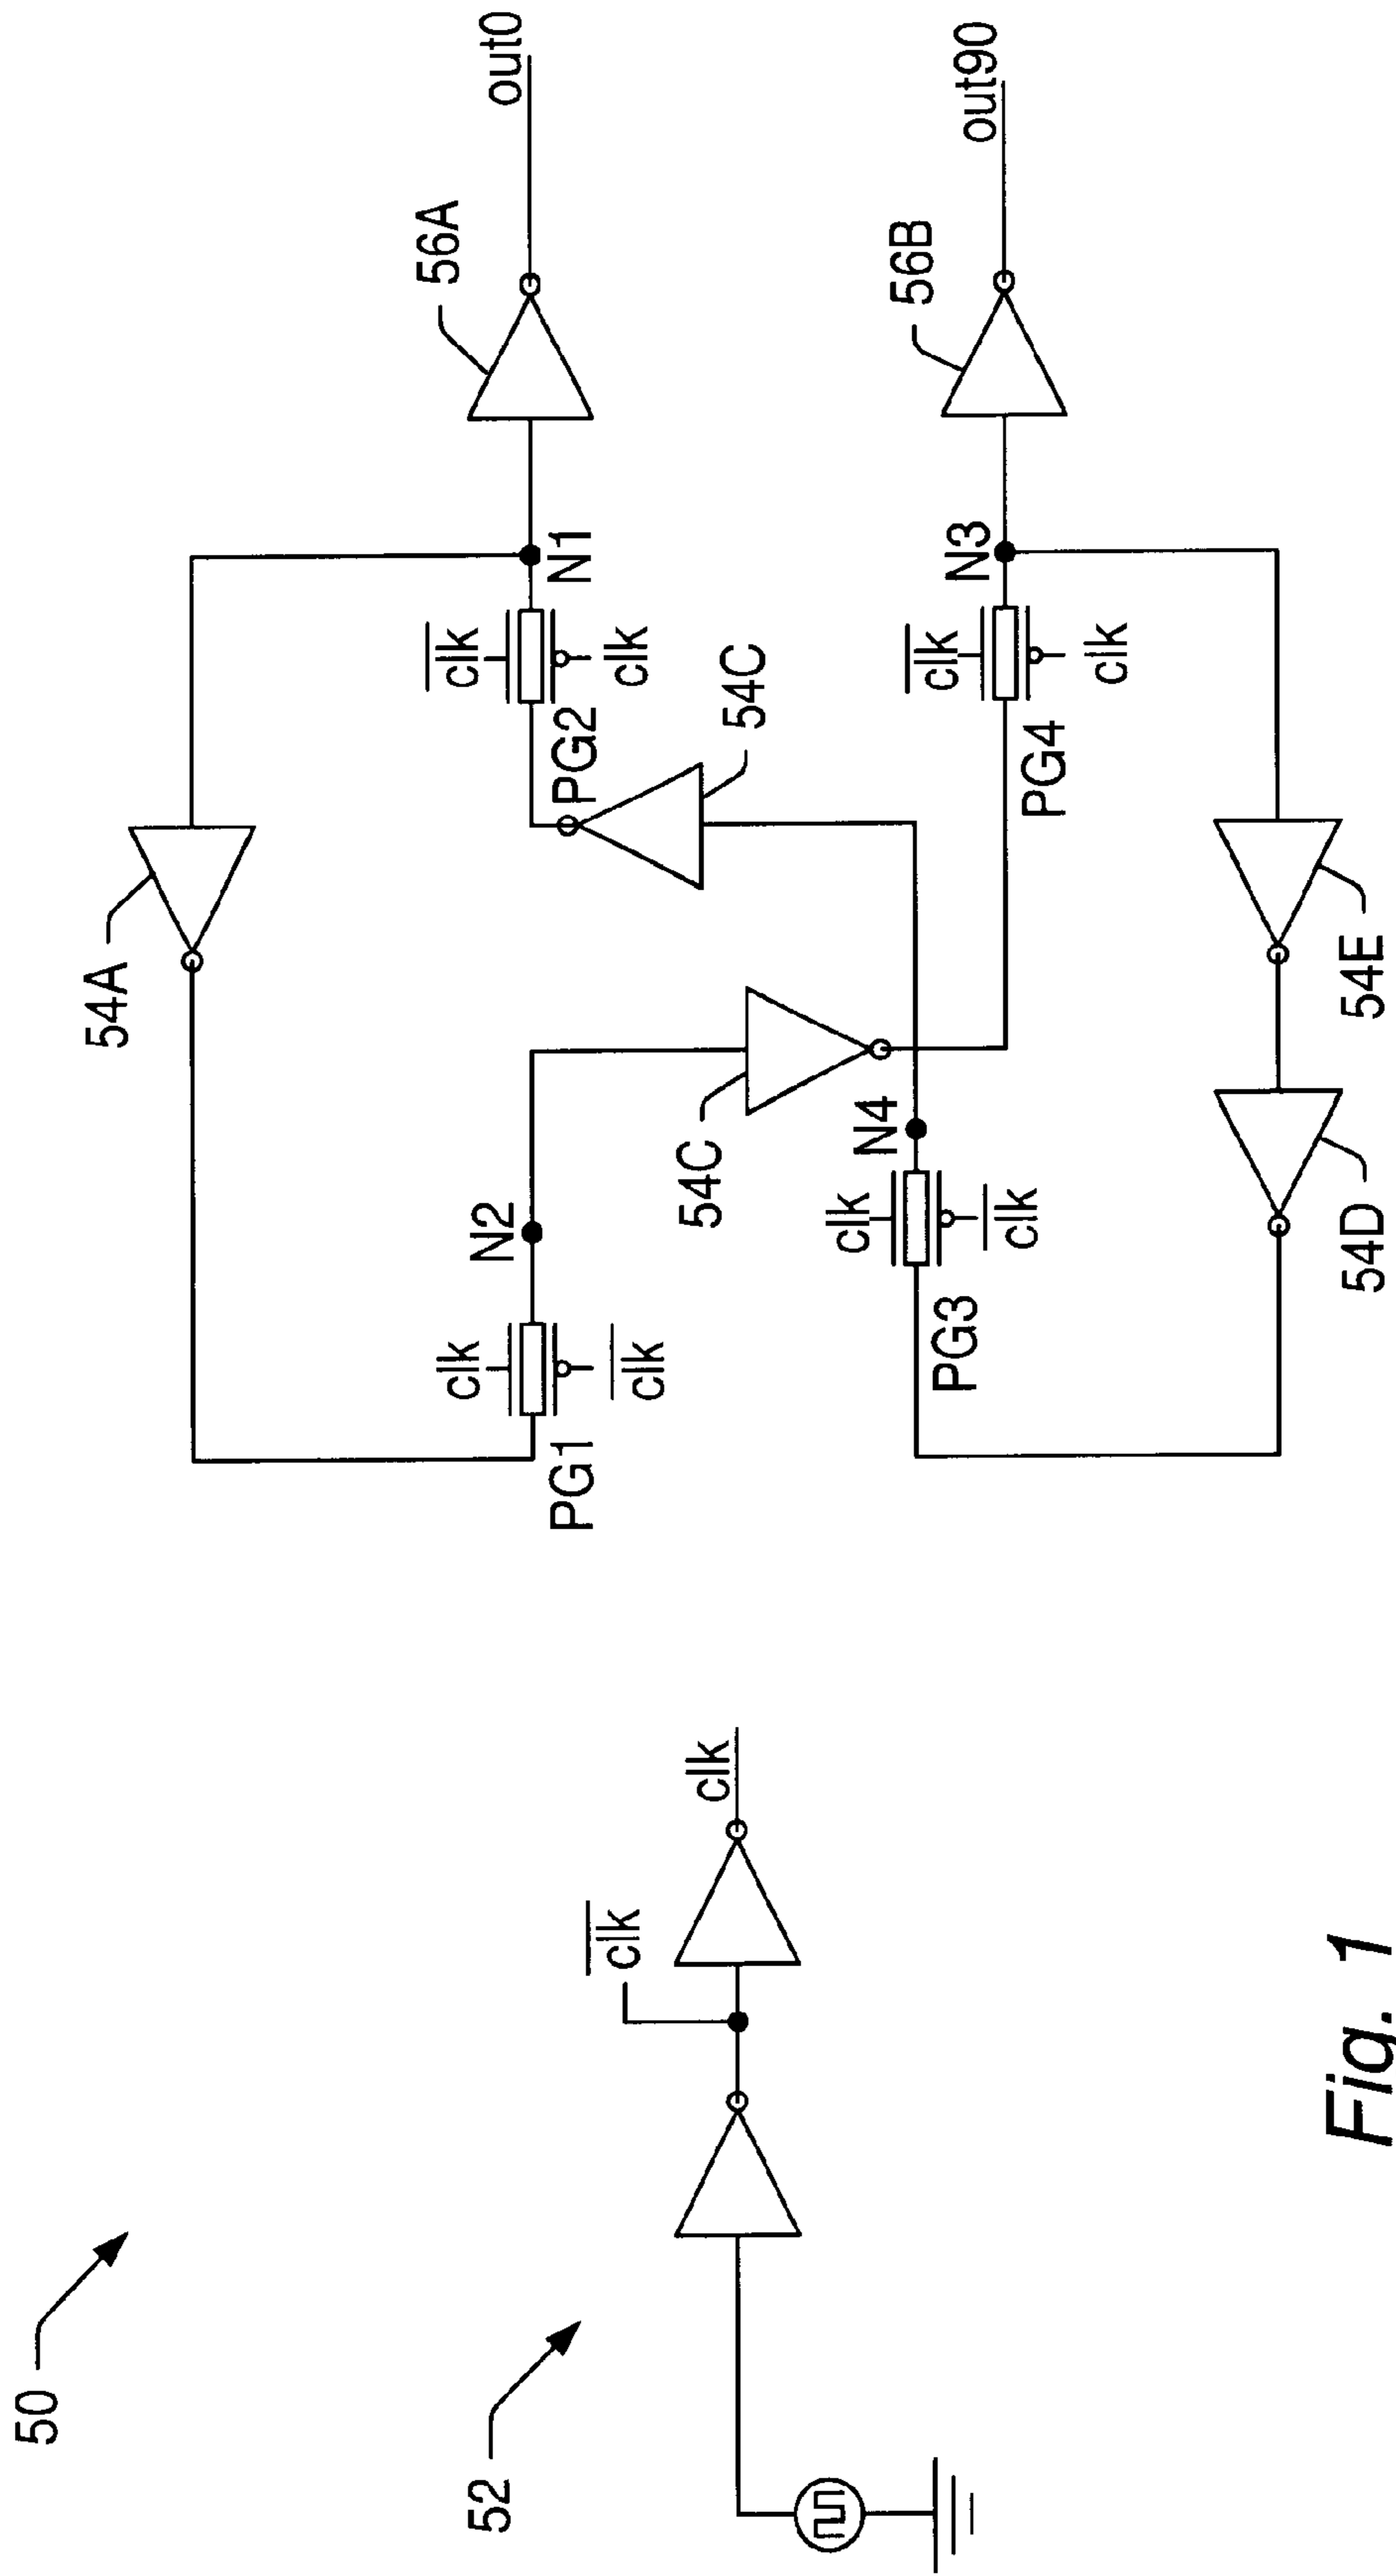 50
52
clk
clk
54A
N2
clk
PG1
clk
54C
N4
clk
PG3
clk
54D
54E
54C
PG2
clk
clk
N1
56A
out0
PG4
clk
clk
N3
56B
out90
Fig. 1